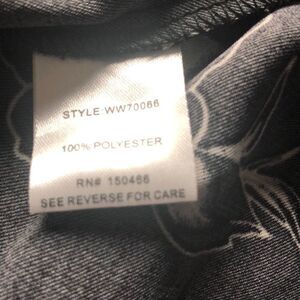 STYLE:WW70066
100% POLYESTER
RN# 150466
SEE REVERSE FOR CARE